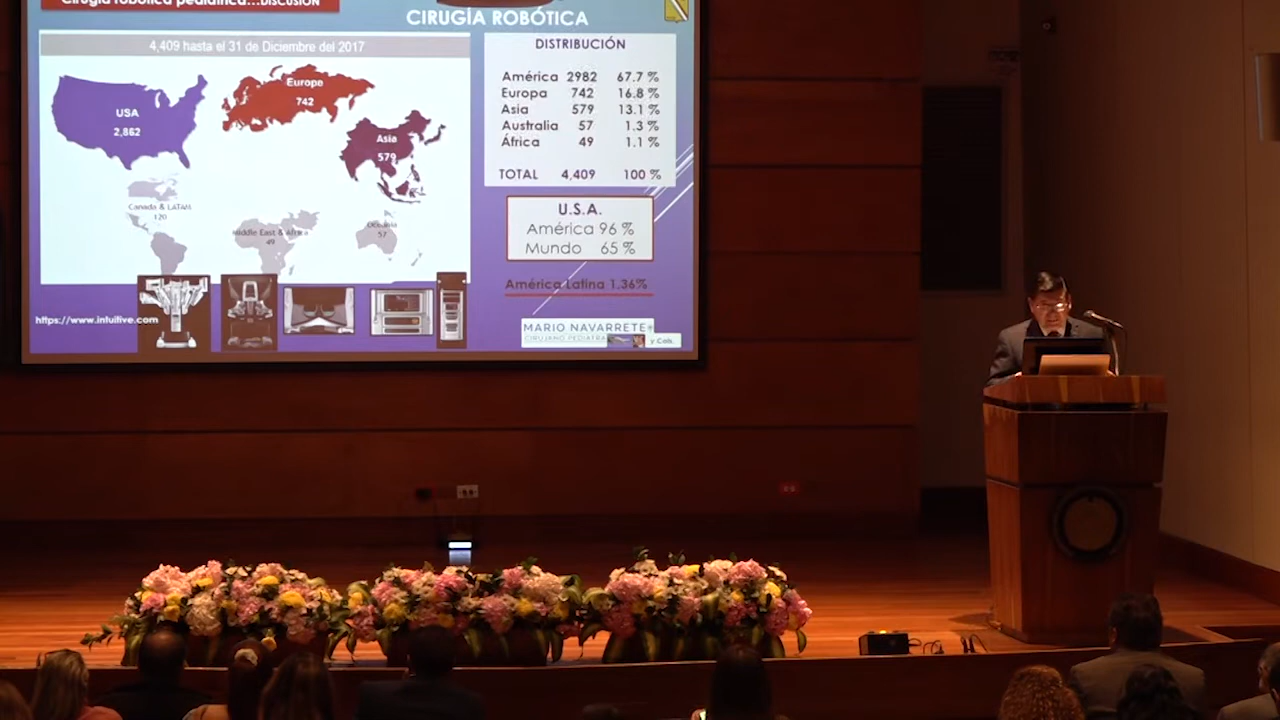 Cirugía robótica pediátrica...DISCUSIÓN
CIRUGÍA ROBÓTICA
4,409 hasta el 31 de Diciembre del 2017
USA
2,862
Europe
742
Asia
579
Canada & LATAM
120
Middle East & Africa
49
Oceania
57
DISTRIBUCIÓN
América 2982 67.7 %
Europa 742 16.8 %
Asia 579 13.1 %
Australia 57 1.3 %
África 49 1.1 %
TOTAL 4,409 100 %
U.S.A.
América 96 %
Mundo 65 %
América Latina 1.36%
https://www.intuitive.com
MARIO NAVARRETE
CIRUJANO PEDIATRA
y Cols.